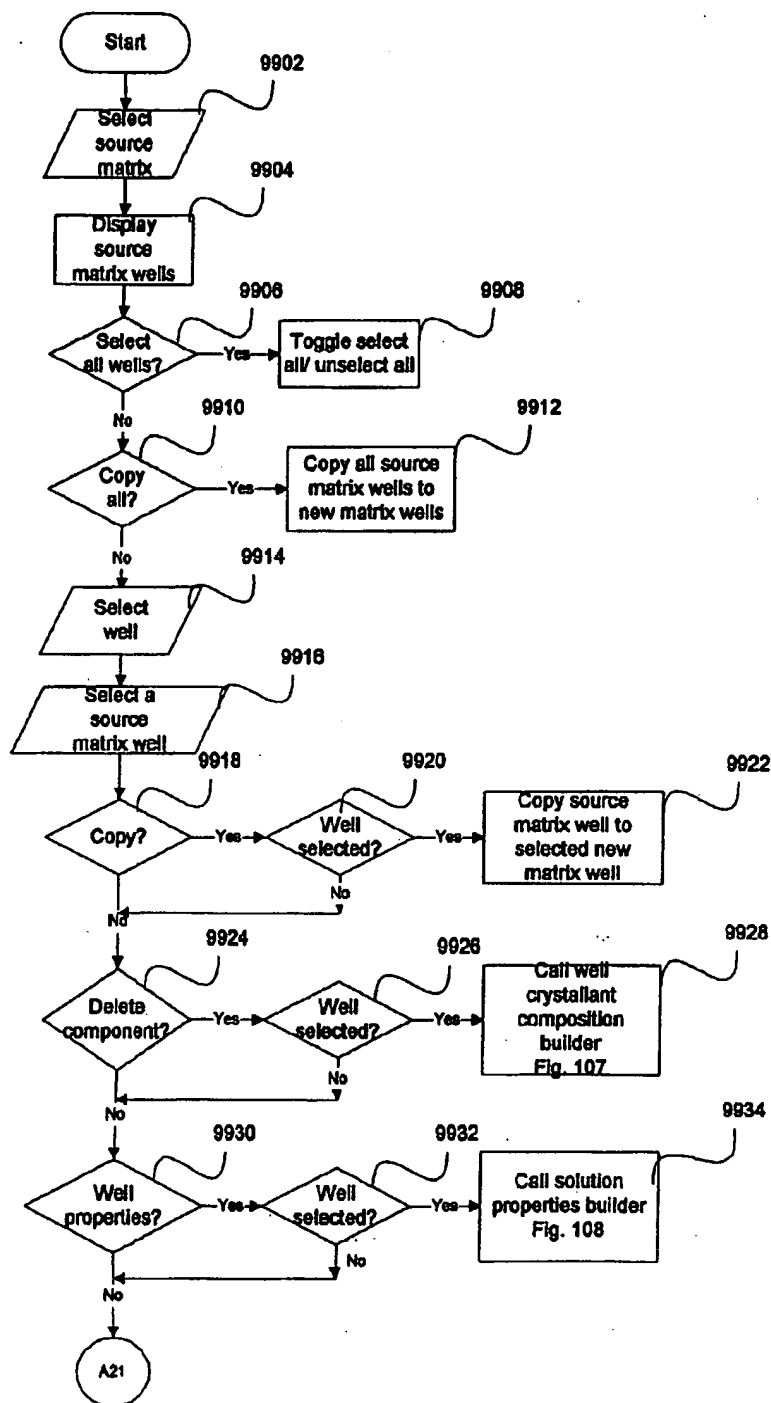 Start
9902
Select
source
matrix
9904
Display
source
matrix wells
9906
Select
all wells?
Yes
9908
Toggle select
all/ unselect all
No
9910
Copy
all?
Yes
9912
Copy all source
matrix wells to
new matrix wells
No
9914
Select
well
9916
Select a
source
matrix well
9918
Copy?
Yes
9920
Well
selected?
Yes
9922
Copy source
matrix well to
selected new
matrix well
No
No
9924
Delete
component?
Yes
9926
Well
selected?
Yes
9928
Call well
crystallant
composition
builder
Fig. 107
No
No
9930
Well
properties?
Yes
9932
Well
selected?
Yes
9934
Call solution
properties builder
Fig. 108
No
No
A21